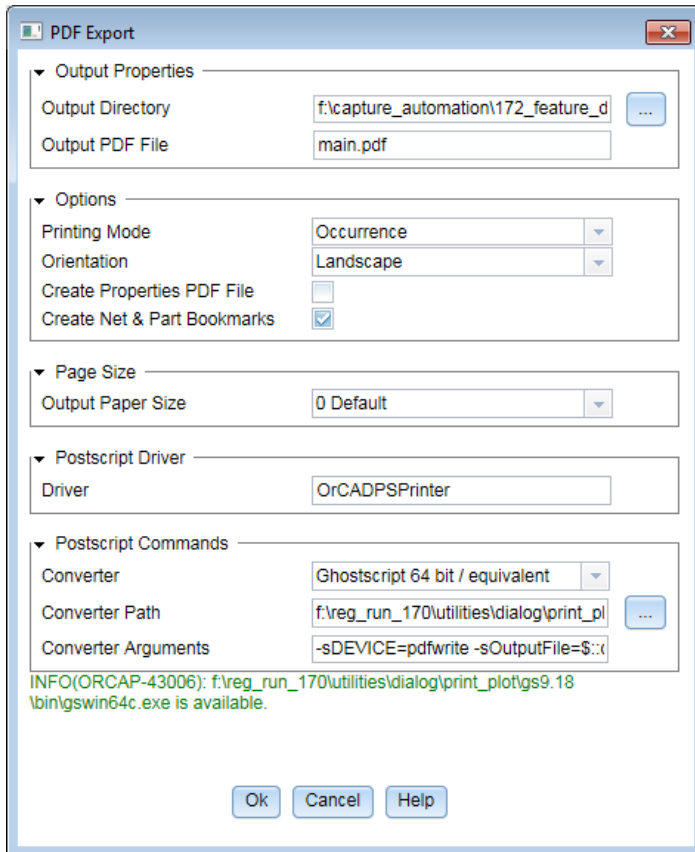 PDF Export
Output Properties
Output Directory f:\capture_automation\172_feature_d ...
Output PDF File main.pdf
Options
Printing Mode Occurrence
Orientation Landscape
Create Properties PDF File
Create Net & Part Bookmarks
Page Size
Output Paper Size 0 Default
Postscript Driver
Driver OrCADPSPrinter
Postscript Commands
Converter Ghostscript 64 bit / equivalent
Converter Path f:\reg_run_170\utilities\dialog\print_pl ...
Converter Arguments -sDEVICE=pdfwrite -sOutputFile=$::
INFO(ORCAP-43006): f:\reg_run_170\utilities\dialog\print_plot\gs9.18
\bin\gswin64c.exe is available.
Ok Cancel Help